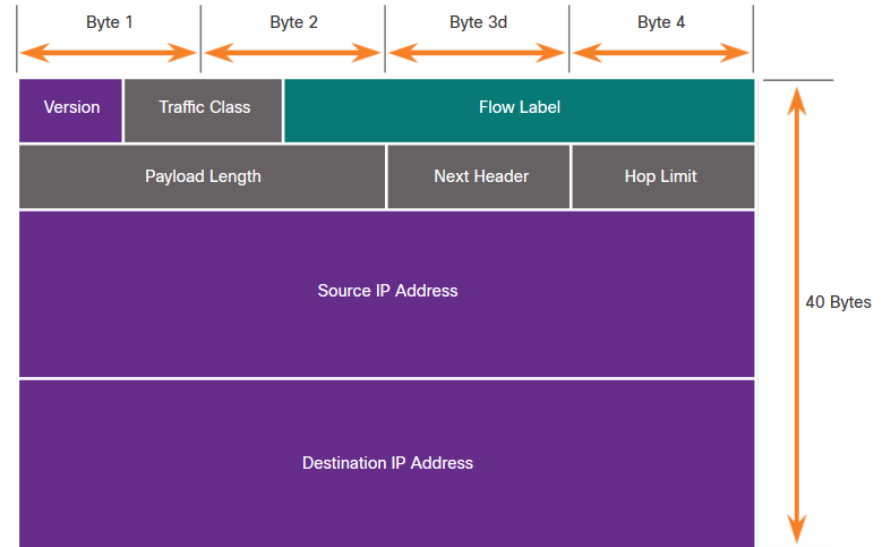 Byte 1 Byte 2 Byte 3d Byte 4
Version Traffic Class Flow Label
Payload Length Next Header Hop Limit
Source IP Address
40 Bytes
Destination IP Address